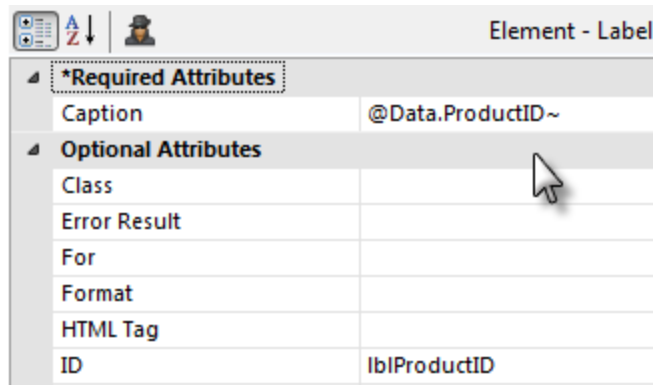 A
Z
Element - Label
*Required Attributes
Caption @Data.ProductID~
Optional Attributes
Class
Error Result
For
Format
HTML Tag
ID lblProductID